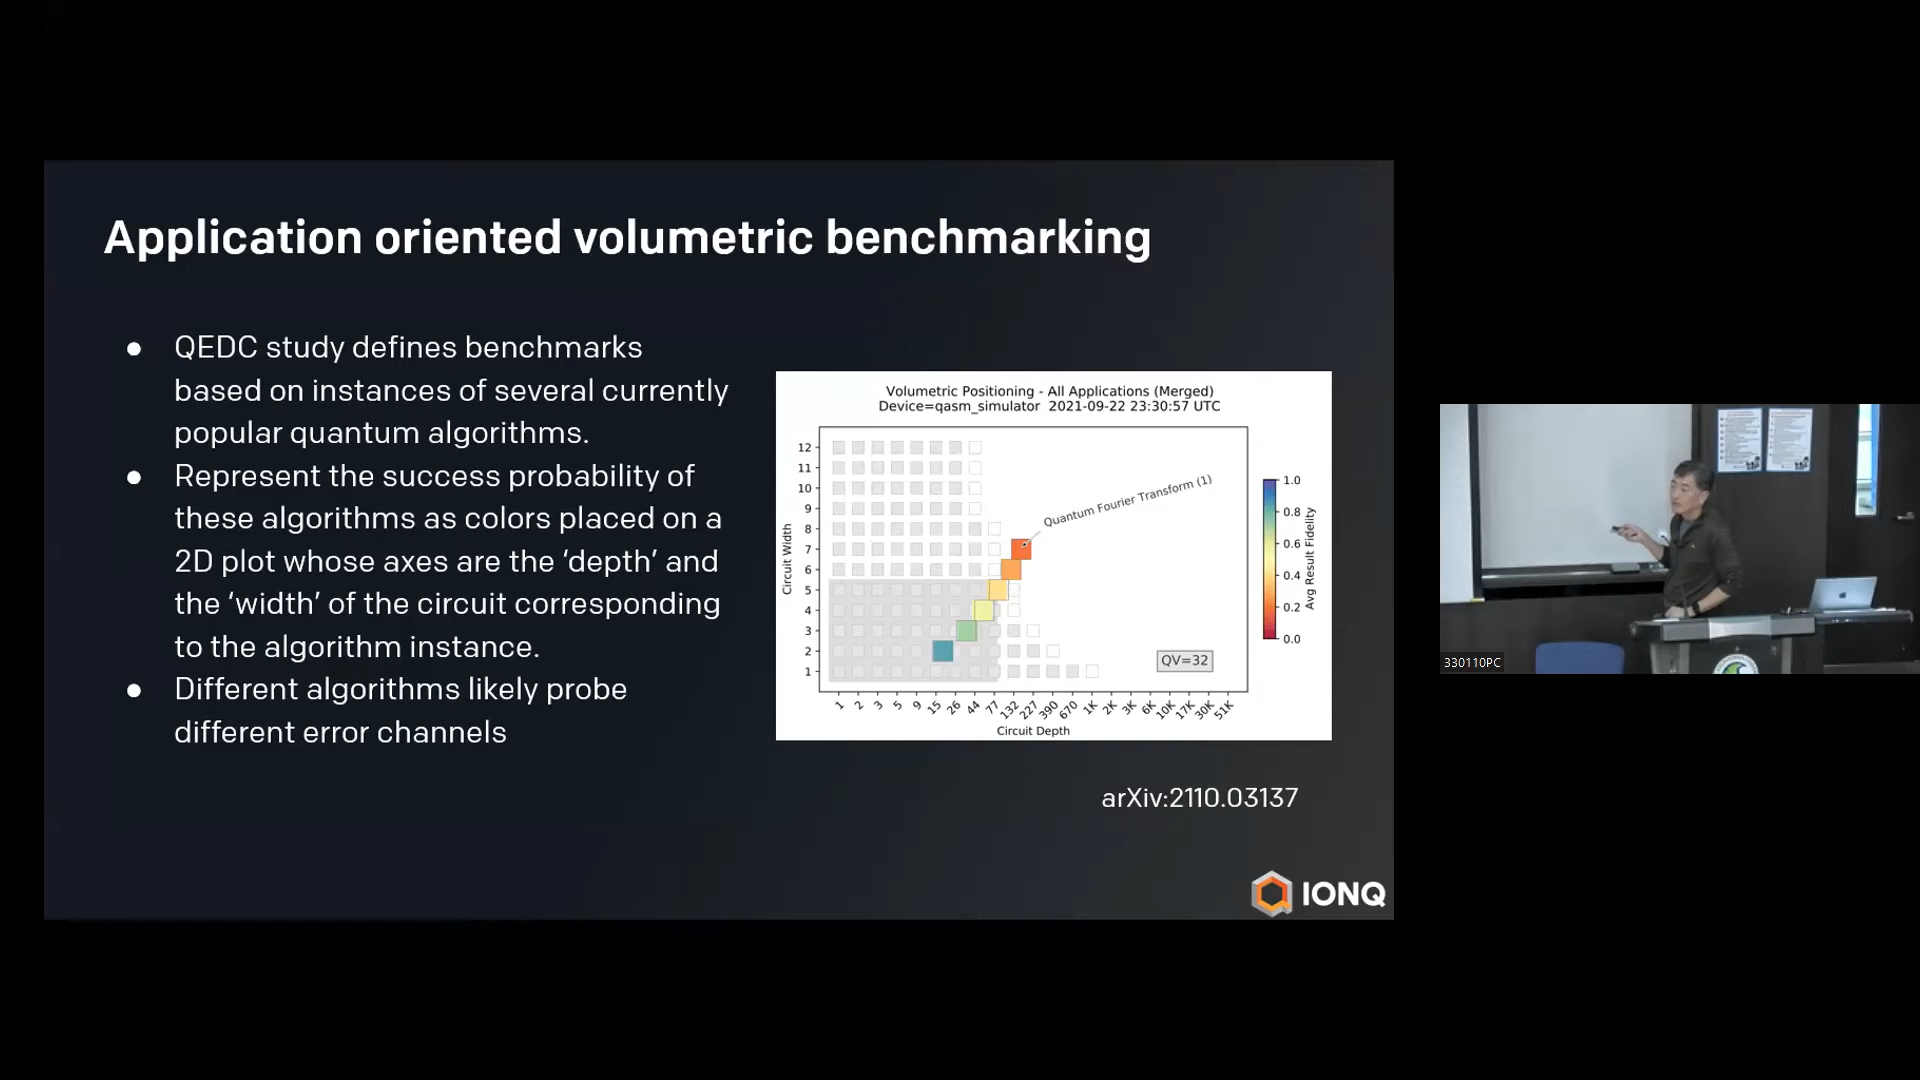 Application oriented volumetric benchmarking
● QEDC study defines benchmarks
based on instances of several currently
popular quantum algorithms.
● Represent the success probability of
these algorithms as colors placed on a
2D plot whose axes are the ‘depth’ and
the ‘width’ of the circuit corresponding
to the algorithm instance.
● Different algorithms likely probe
different error channels
Volumetric Positioning - All Applications (Merged)
Device=qasm_simulator 2021-09-22 23:30:57 UTC
Circuit Width
12
11
10
9
8
7
6
5
4
3
2
1
Quantum Fourier Transform (1)
QV=32
1 2 3 5 9 15 26 44 77 132 227 390 670 1K 2K 3K 6K 10K 17K 30K 51K
Circuit Depth
1.0
0.8
0.6
0.4
0.2
0.0
Avg Result Fidelity
arXiv:2110.03137
IONQ
330110PC